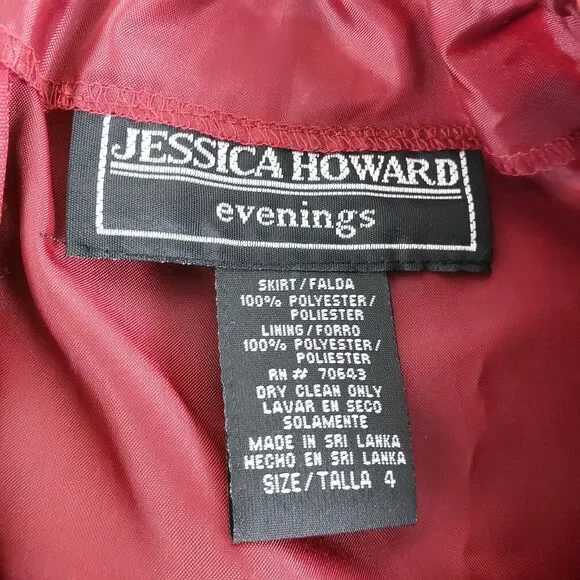 JESSICA HOWARD
evenings
SKIRT/FALDA
100% POLYESTER/
POLIESTER
LINING/FORRO
100% POLYESTER/
POLIESTER
RN# 70643
DRY CLEAN ONLY
LAVAR EN SECO
SOLAMENTE
MADE IN SRI LANKA
HECHO EN SRI LANKA
SIZE/TALLA 4